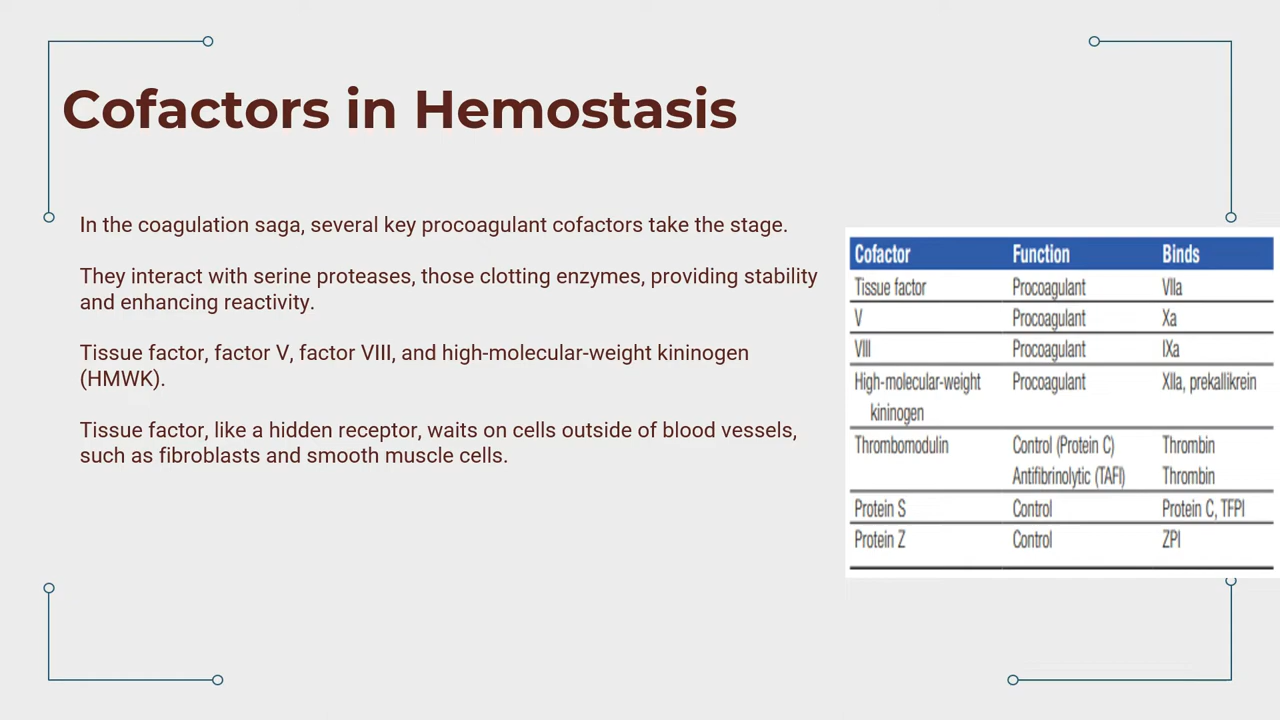 Cofactors in Hemostasis
In the coagulation saga, several key procoagulant cofactors take the stage.
They interact with serine proteases, those clotting enzymes, providing stability
and enhancing reactivity.
Tissue factor, factor V, factor VIII, and high-molecular-weight kininogen
(HMWK).
Tissue factor, like a hidden receptor, waits on cells outside of blood vessels,
such as fibroblasts and smooth muscle cells.
Cofactor Function Binds
Tissue factor Procoagulant VIIa
V Procoagulant Xa
VIII Procoagulant IXa
High-molecular-weight Procoagulant XIIa, prekallikrein
kininogen
Thrombomodulin Control (Protein C) Thrombin
Antifibrinolytic (TAFI) Thrombin
Protein S Control Protein C, TFPI
Protein Z Control ZPI